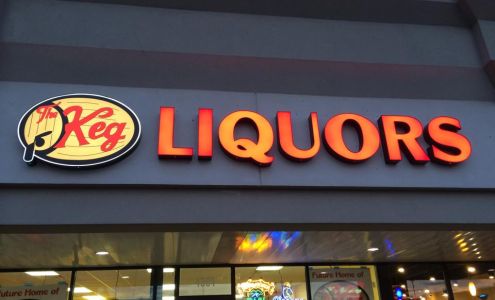 The Keg
LIQUORS
Future Home of
Future Home of